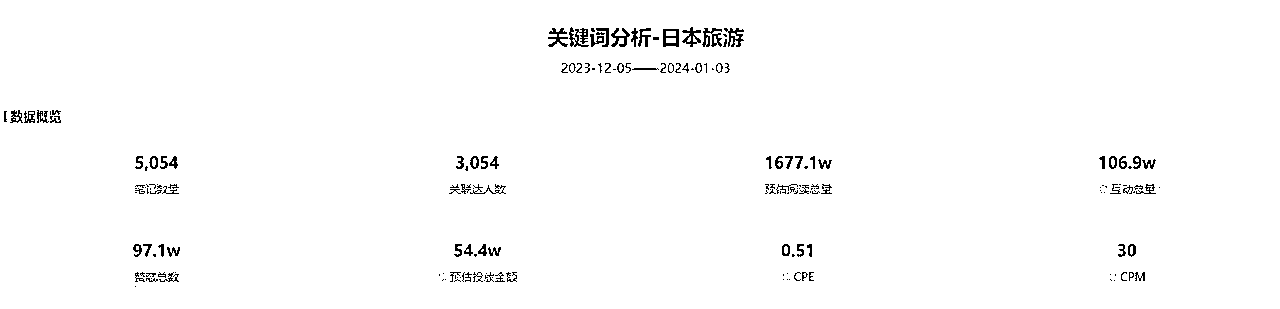 关键词分析-日本旅游
2023-12-05——2024-01-03
数据概览
5,054 3,054 1677.1w 106.9w
笔记数量 关联达人数 预估阅读总量 互动总量
97.1w 54.4w 0.51 30
赞藏总数 预估投放金额 CPE CPM